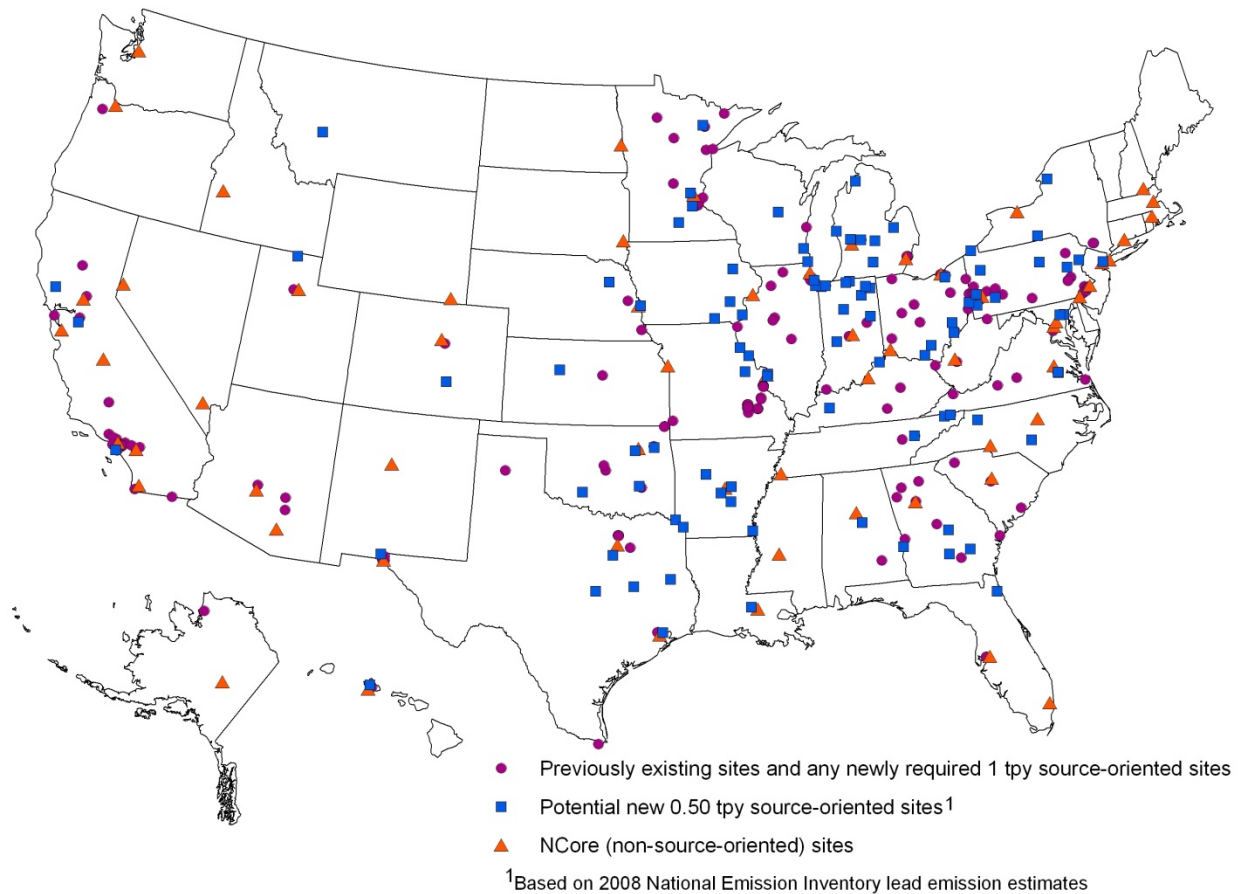 Previously existing sites and any newly required 1 tpy source-oriented sites
Potential new 0.50 tpy source-oriented sites¹
NCore (non-source-oriented) sites
¹Based on 2008 National Emission Inventory lead emission estimates